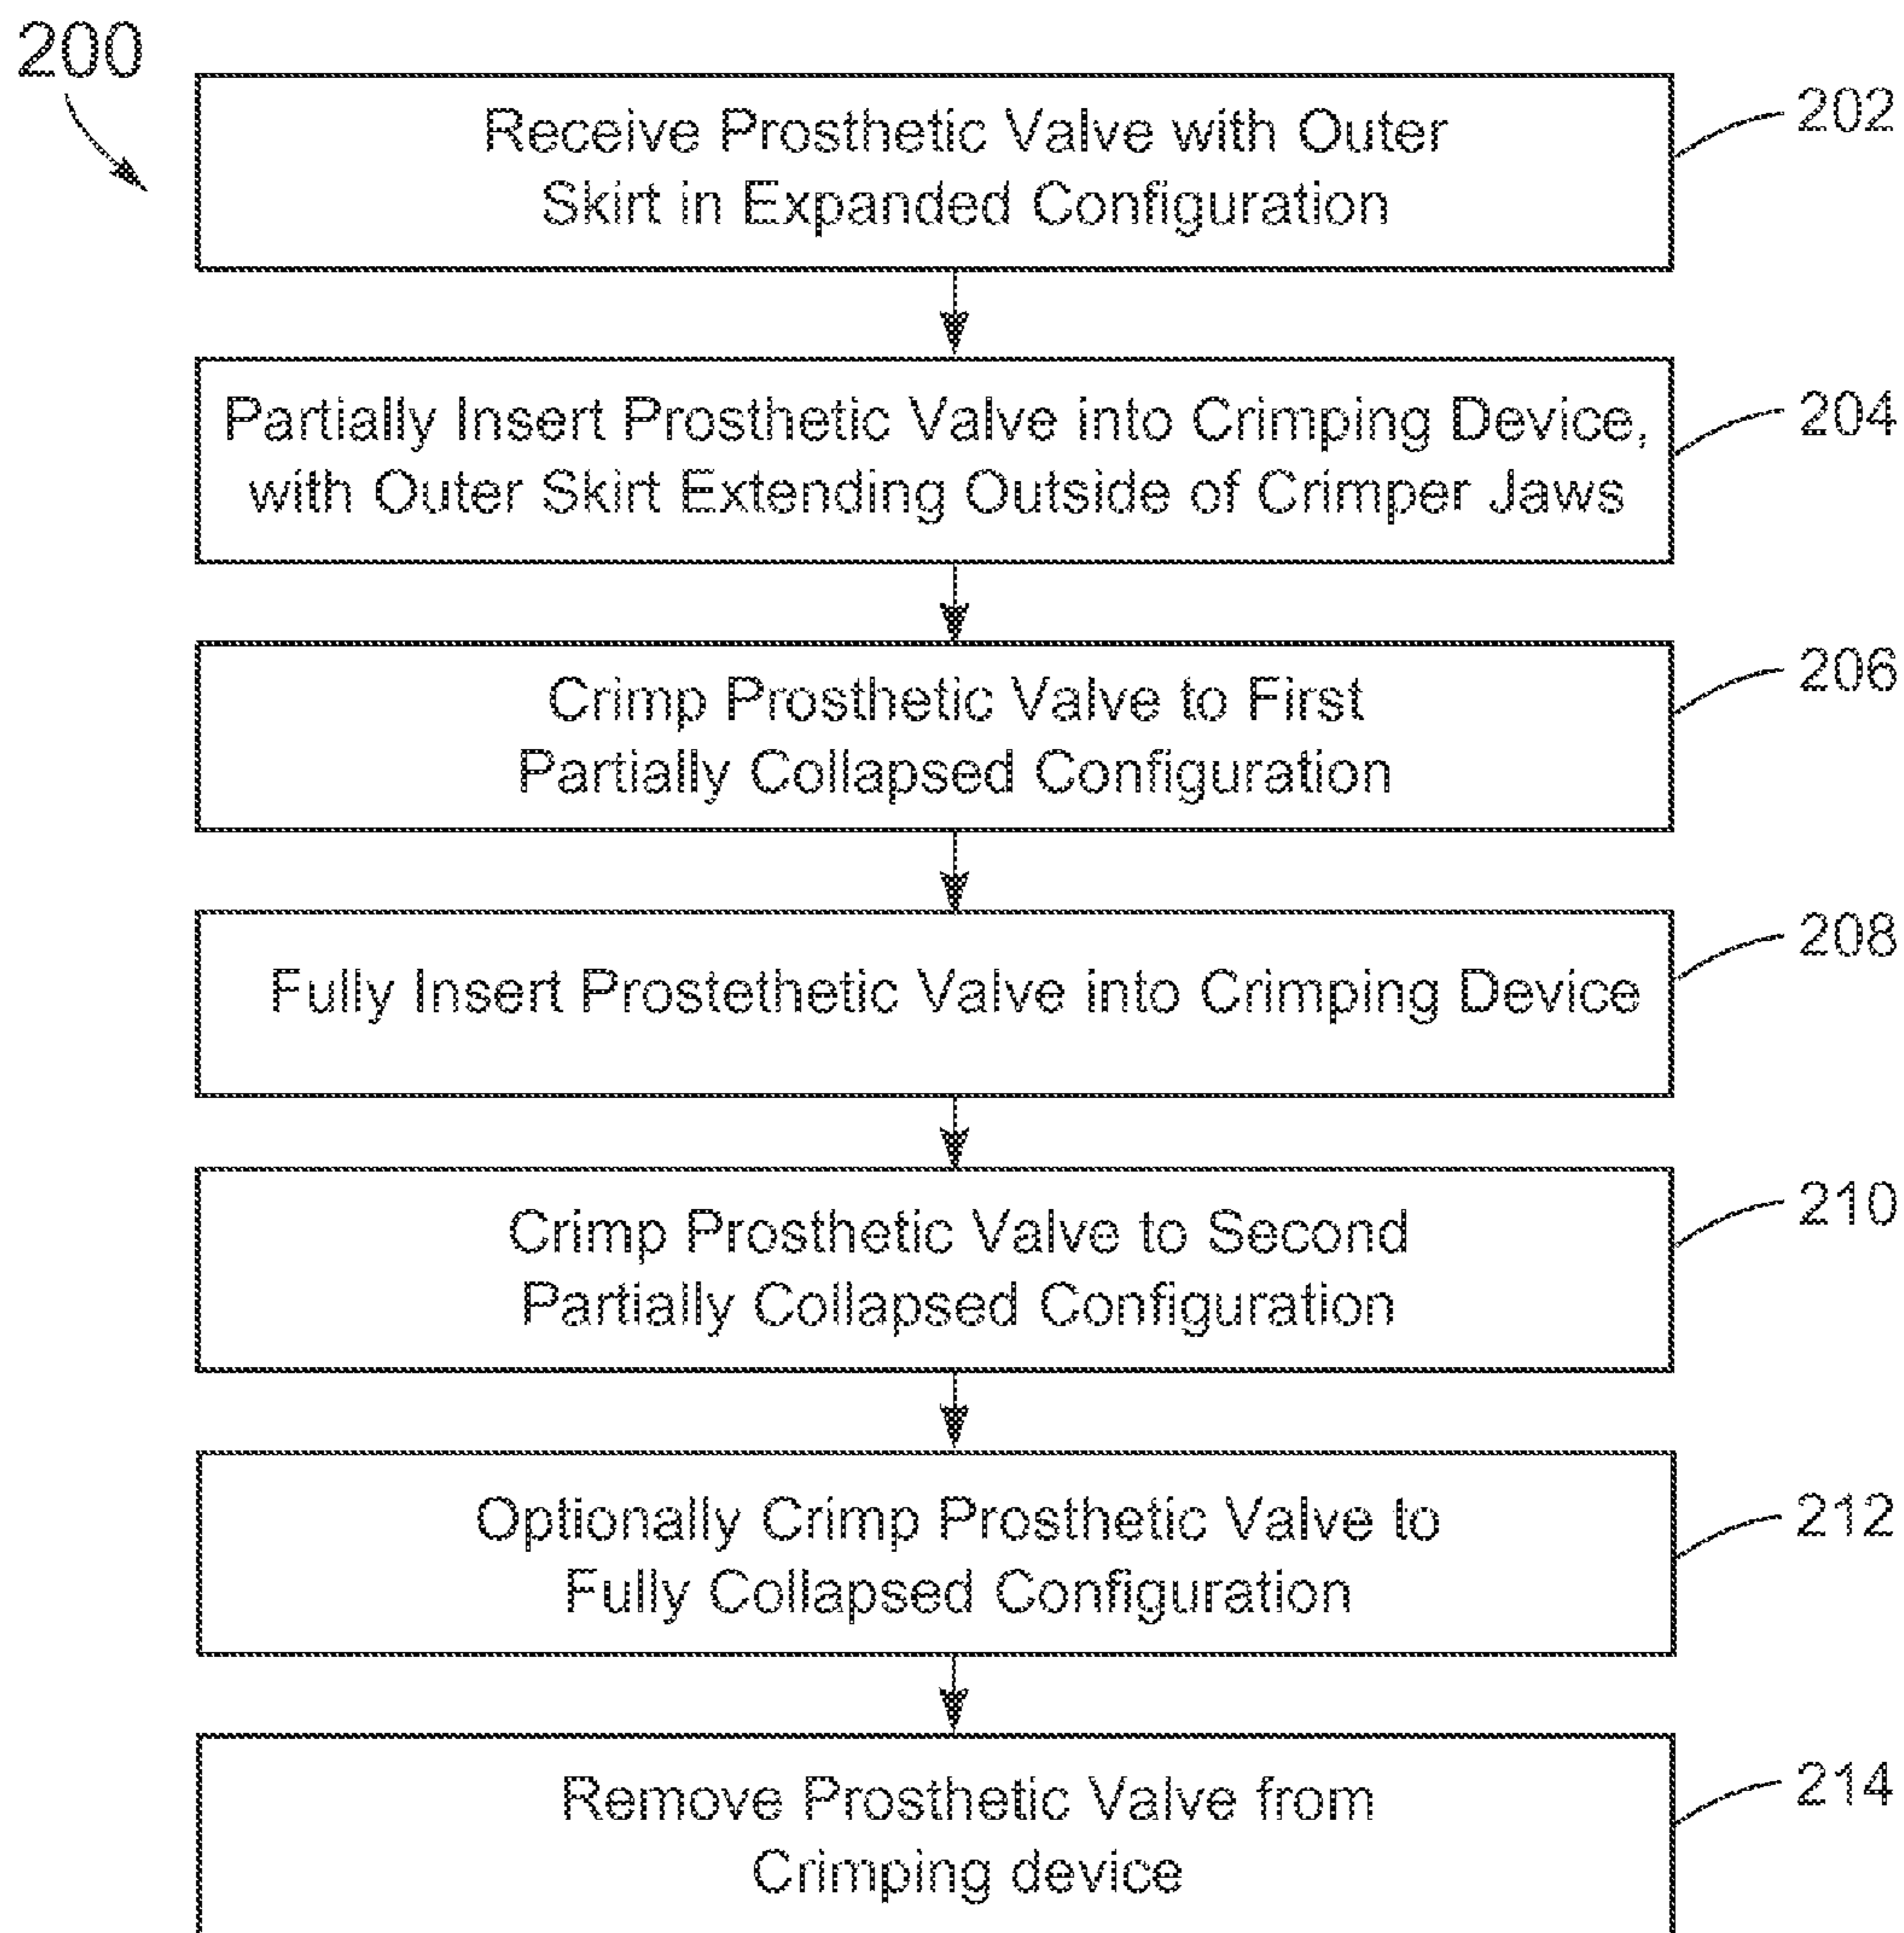 200
Receive Prosthetic Valve with Outer
Skirt in Expanded Configuration
202
Partially Insert Prosthetic Valve into Crimping Device,
with Outer Skirt Extending Outside of Crimper Jaws
204
Crimp Prosthetic Valve to First
Partially Collapsed Configuration
206
Fully Insert Prostethetic Valve into Crimping Device
208
Crimp Prosthetic Valve to Second
Partially Collapsed Configuration
210
Optionally Crimp Prosthetic Valve to
Fully Collapsed Configuration
212
Remove Prosthetic Valve from
Crimping device
214